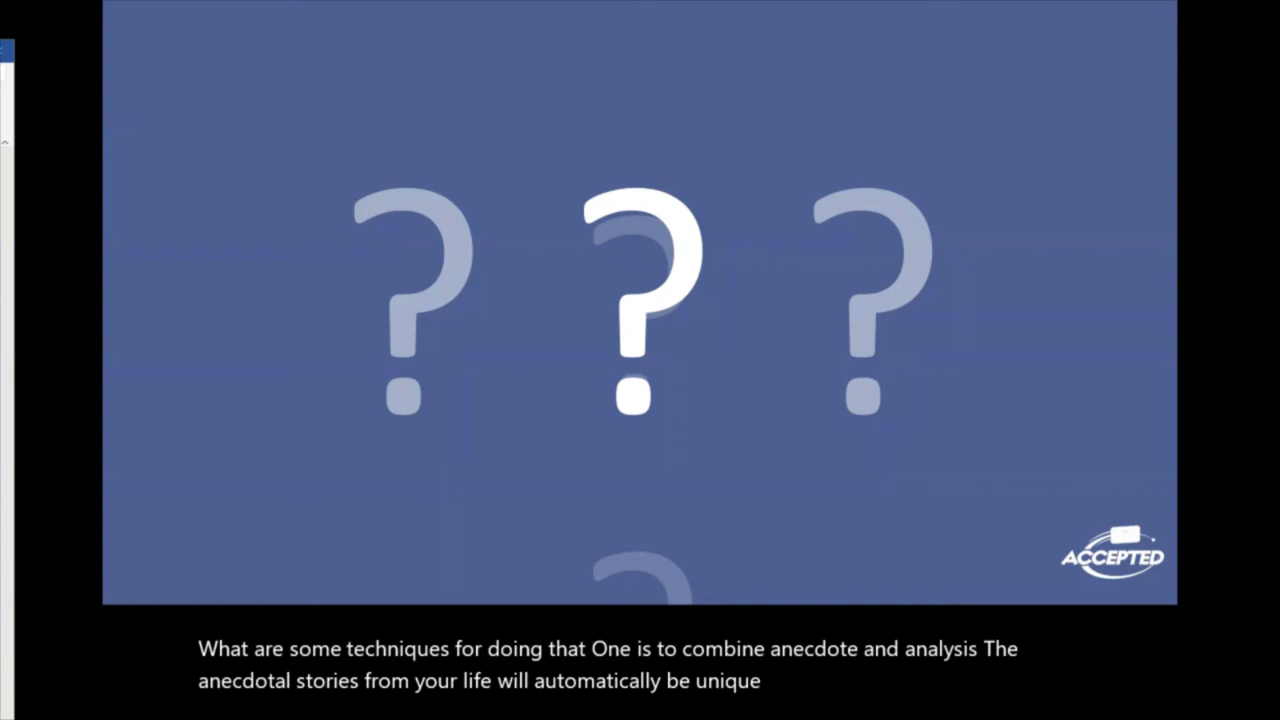 ? ? ?
?
ACCEPTED
What are some techniques for doing that One is to combine anecdote and analysis The
anecdotal stories from your life will automatically be unique